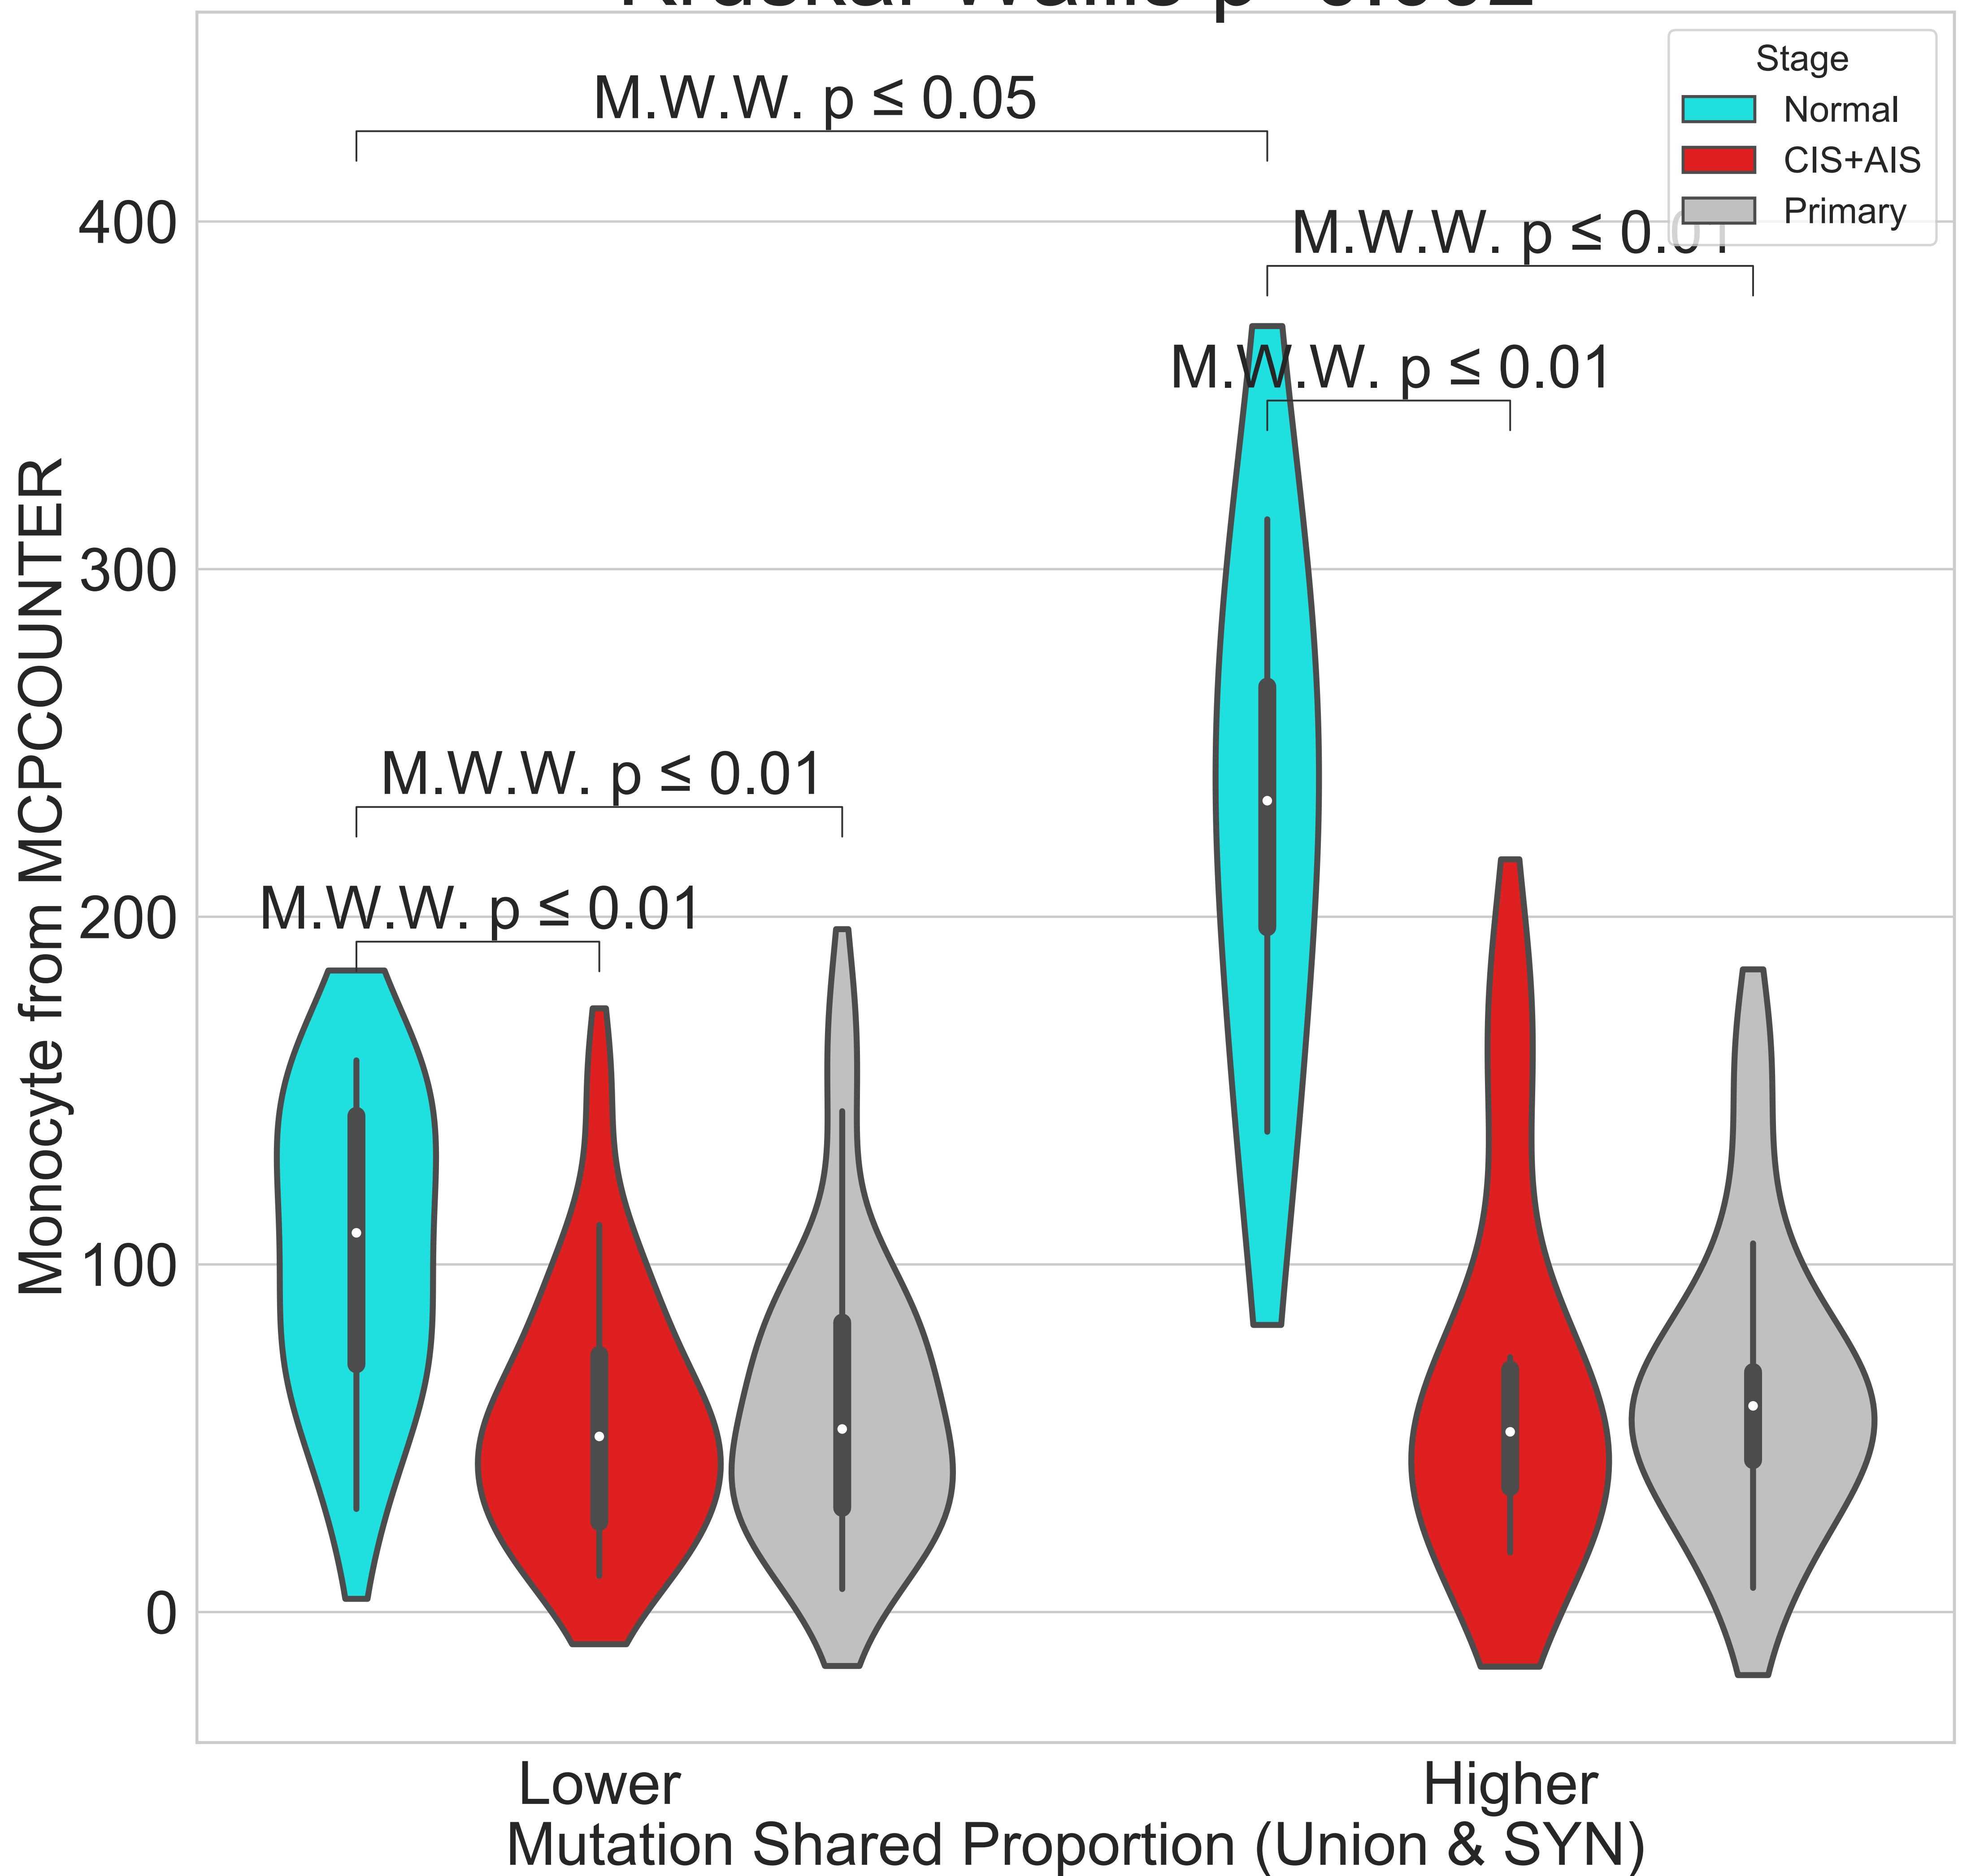 Stage
Normal
CIS+AIS
Primary
M.W.W. p ≤ 0.05
M.W.W. p ≤ 0.01
M.W.W. p ≤ 0.01
M.W.W. p ≤ 0.01
M.W.W. p ≤ 0.01
400
300
200
100
0
Monocyte from MCPCOUNTER
Lower
Higher
Mutation Shared Proportion (Union & SYN)